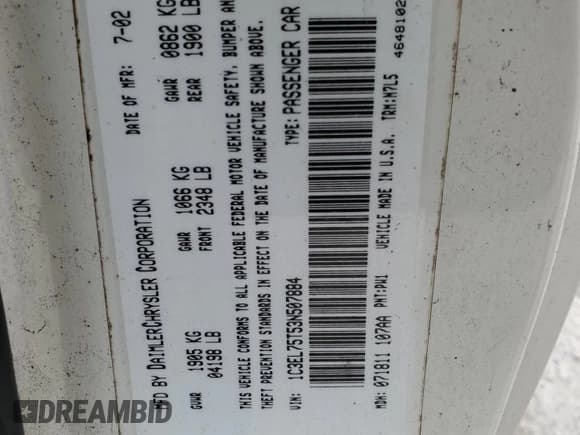 MFD BY DAIMLERCHRYSLER CORPORATION DATE OF MFR: 7-02
GVWR 1905 KG 04198 LB GAWR FRONT 1066 KG 2348 LB GAWR REAR 0862 KG 1900 LB
THIS VEHICLE CONFORMS TO ALL APPLICABLE FEDERAL MOTOR VEHICLE SAFETY, BUMPER AN
THEFT PREVENTION STANDARDS IN EFFECT ON THE DATE OF MANUFACTURE SHOWN ABOVE.
VIN: 1C3EL75T53N507884 TYPE: PASSENGER CAR
MDH: 071811 107AA PNT: PW1 VEHICLE MADE IN U.S.A. TRM: N7L5
4648102
DREAMBID